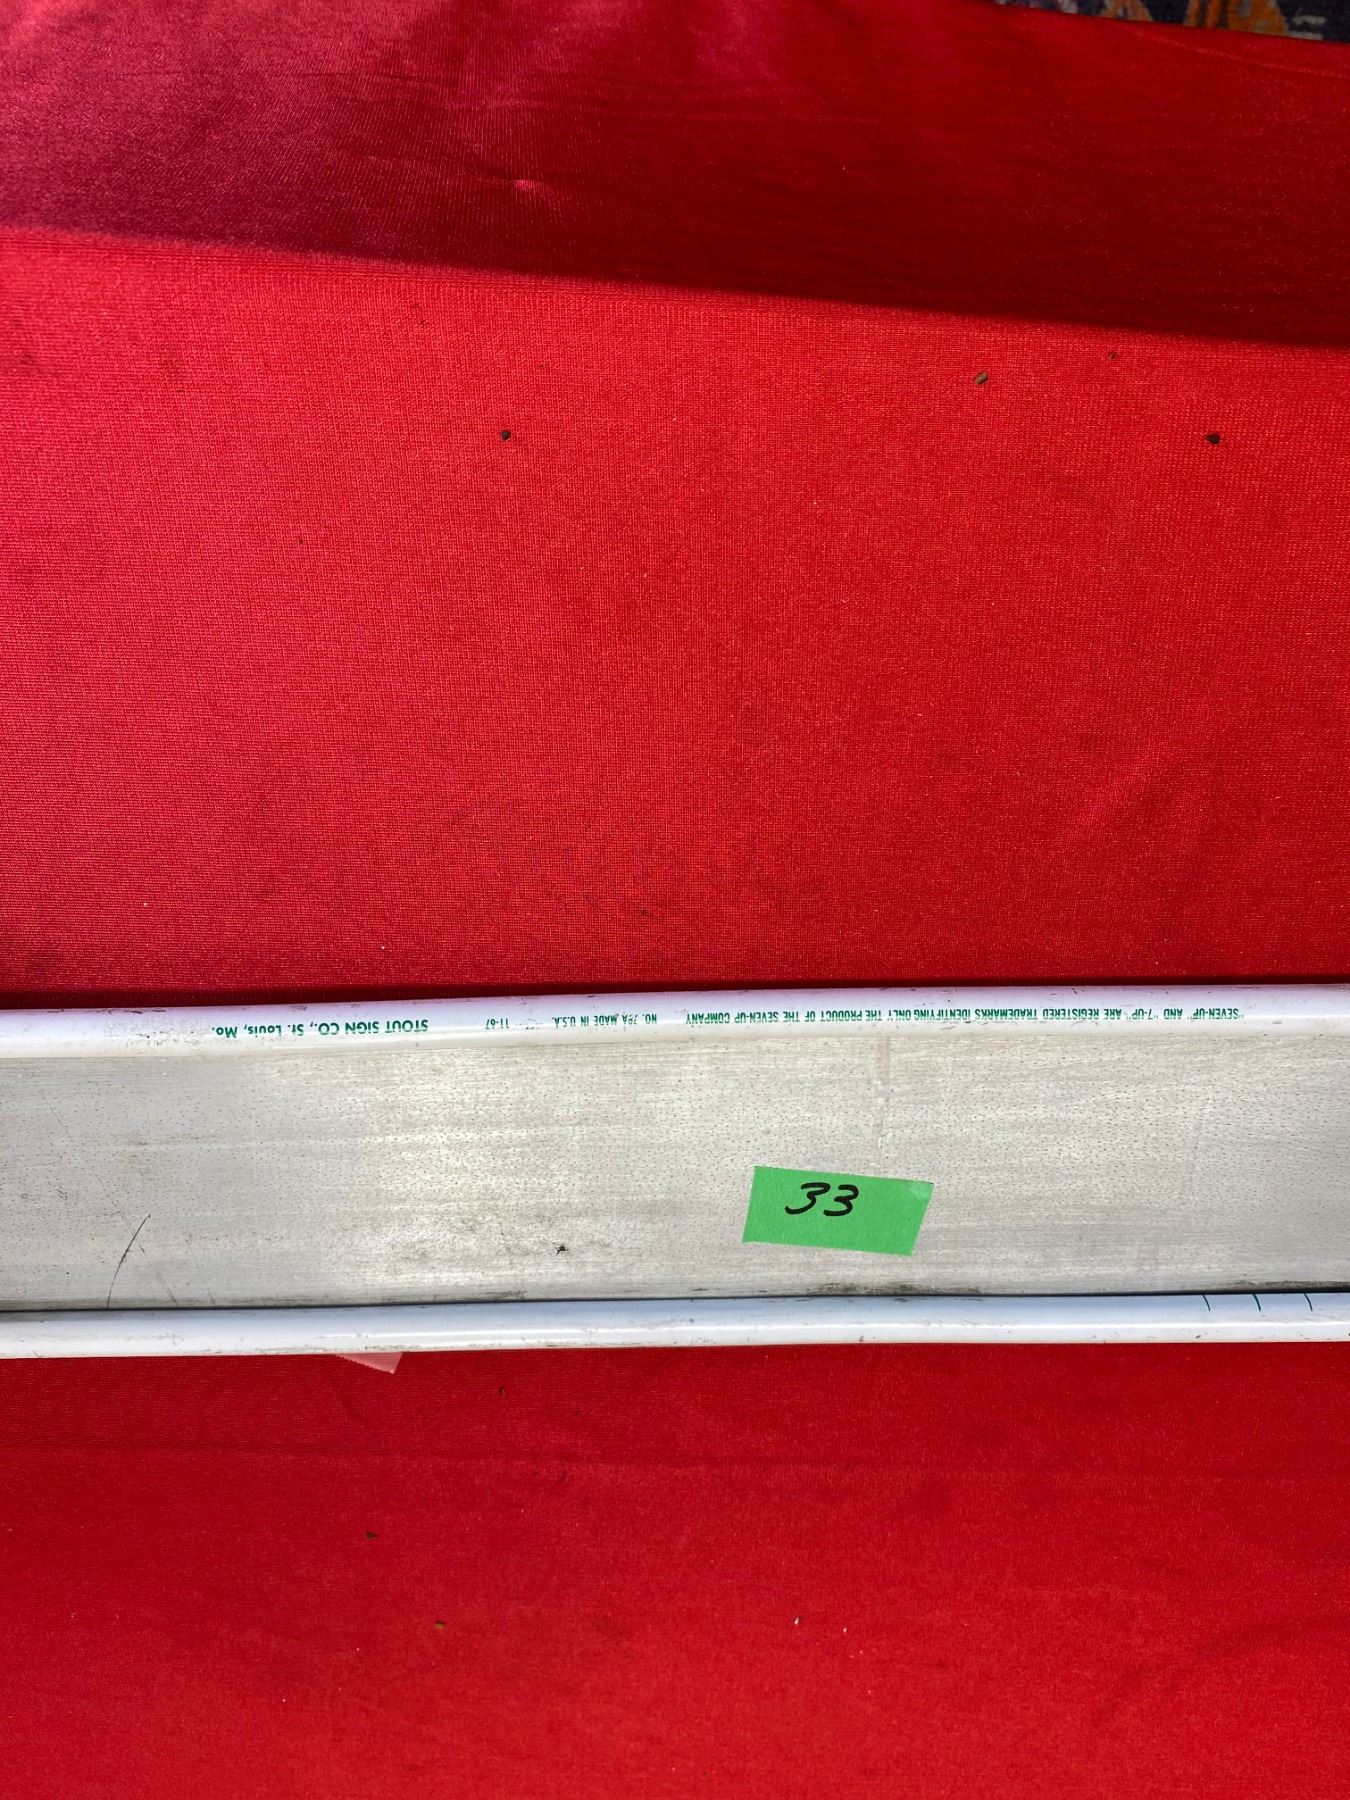 "SEVEN-UP" AND "7-UP" ARE REGISTERED TRADEMARKS IDENTIFYING ONLY THE PRODUCT OF THE SEVEN-UP COMPANY NO. 79A MADE IN U.S.A. 11-67 STOUT SIGN CO., St. Louis, Mo.
33